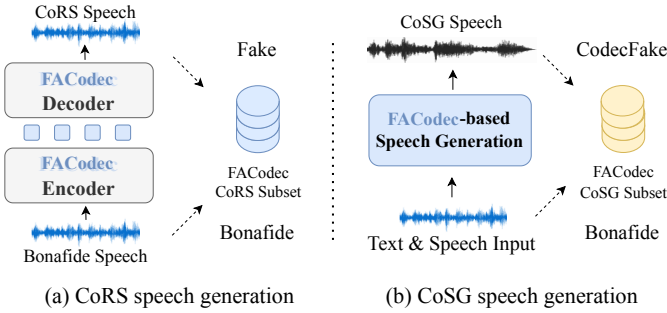 CoRS Speech
FACodec
Decoder
FACodec
Encoder
Bonafide Speech
Fake
FACodec
CoRS Subset
Bonafide
(a) CoRS speech generation
CoSG Speech
FACodec-based
Speech Generation
Text & Speech Input
CodecFake
FACodec
CoSG Subset
Bonafide
(b) CoSG speech generation